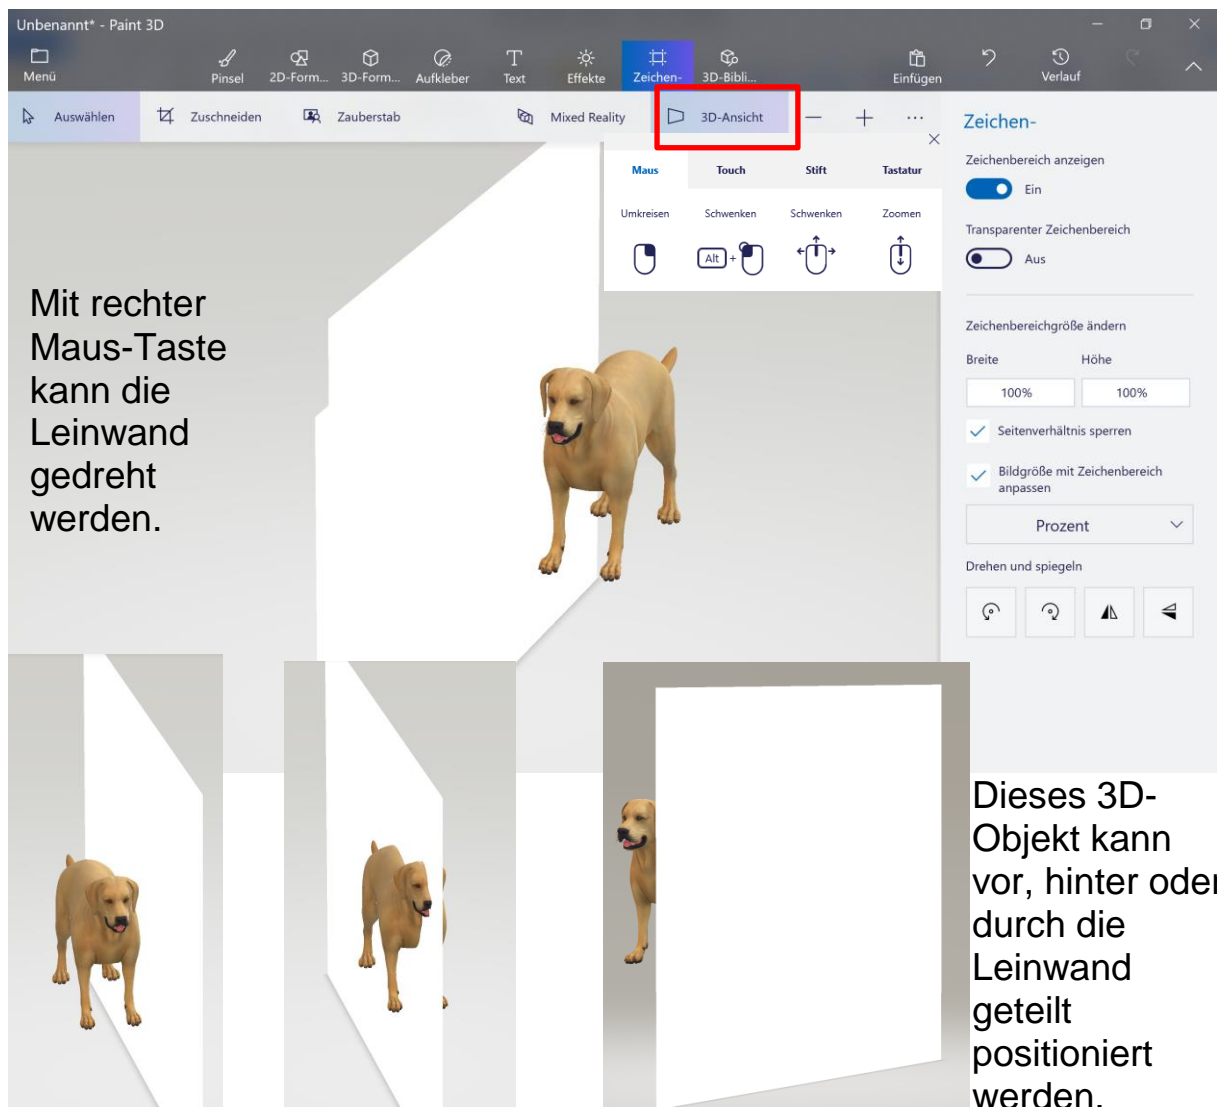 Unbenannt* - Paint 3D
Menü
Pinsel
2D-Form...
3D-Form...
Aufkleber
Text
Effekte
Zeichen-
3D-Bibli...
Einfügen
Verlauf
Auswählen
Zuschneiden
Zauberstab
Mixed Reality
3D-Ansicht
Maus
Touch
Stift
Tastatur
Umkreisen
Schwenken
Schwenken
Zoomen
Alt +
Zeichen-
Zeichenbereich anzeigen
Ein
Transparenter Zeichenbereich
Aus
Zeichenbereichgröße ändern
Breite Höhe
100% 100%
Seitenverhältnis sperren
Bildgröße mit Zeichenbereich
anpassen
Prozent
Drehen und spiegeln
Mit rechter
Maus-Taste
kann die
Leinwand
gedreht
werden.
Dieses 3D-
Objekt kann
vor, hinter oder
durch die
Leinwand
geteilt
positioniert
werden.